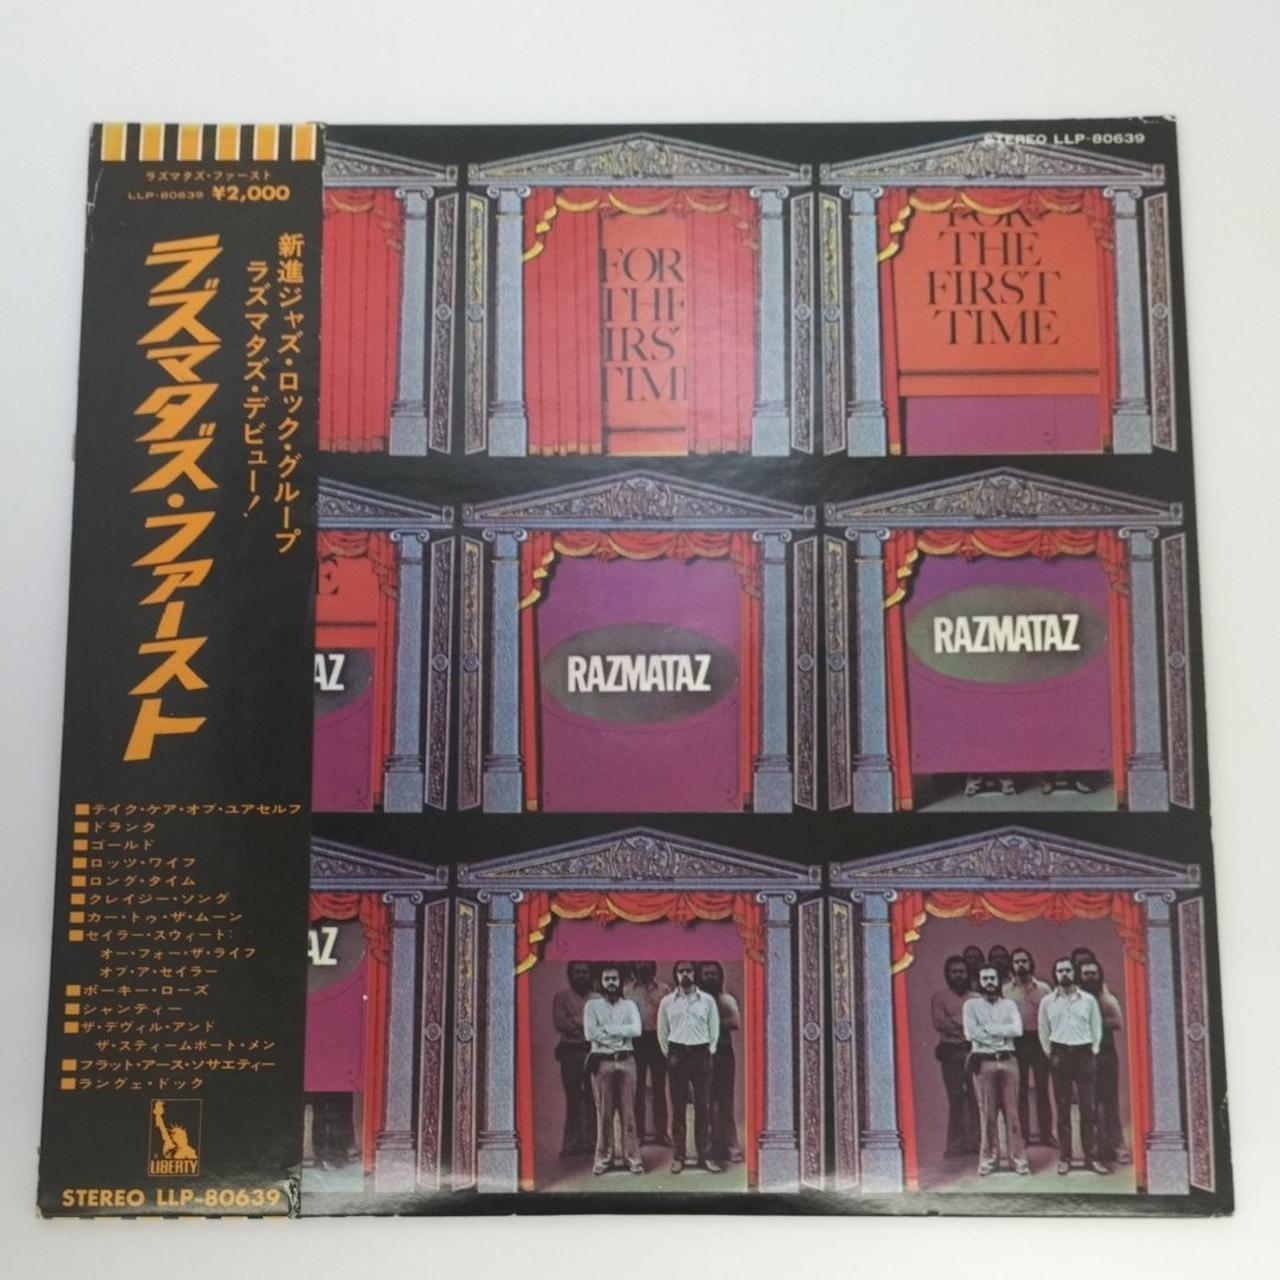 ラズマタズ・ファースト
LLP-80639 ¥2,000
新進ジャズ・ロック・グループ
ラズマタズ・デビュー!
ラズマタズ・ファースト
■テイク・ケア・オブ・ユアセルフ
■ドランク
■ゴールド
■ロッツ・ワイフ
■ロング・タイム
■クレイジー・ソング
■カー・トゥ・ザ・ムーン
■セイラー・スウィート:
オー・フォー・ザ・ライフ
オブ・ア・セイラー
■ポーキー・ローズ
■シャンティー
■ザ・デヴィル・アンド
ザ・スティームボート・メン
■フラット・アース・ソサエティー
■ラングェ・ドック
LIBERTY
STEREO LLP-80639
STEREO LLP-80639
FOR
THE
IRST
TIME
FOR
THE
FIRST
TIME
E
AZ
RAZMATAZ
RAZMATAZ
AZ